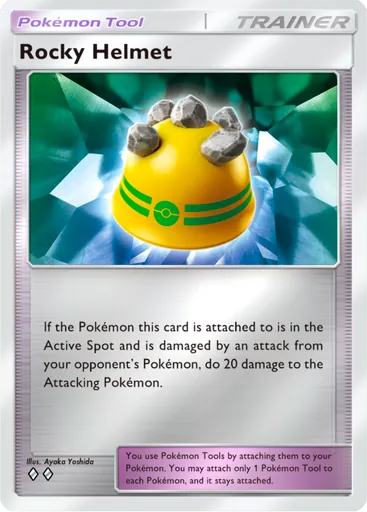 Pokémon Tool
TRAINER
Rocky Helmet
If the Pokémon this card is attached to is in the
Active Spot and is damaged by an attack from
your opponent's Pokémon, do 20 damage to the
Attacking Pokémon.
Illus. Ayaka Yoshida
You use Pokémon Tools by attaching them to your
Pokémon. You may attach only 1 Pokémon Tool to
each Pokémon, and it stays attached.